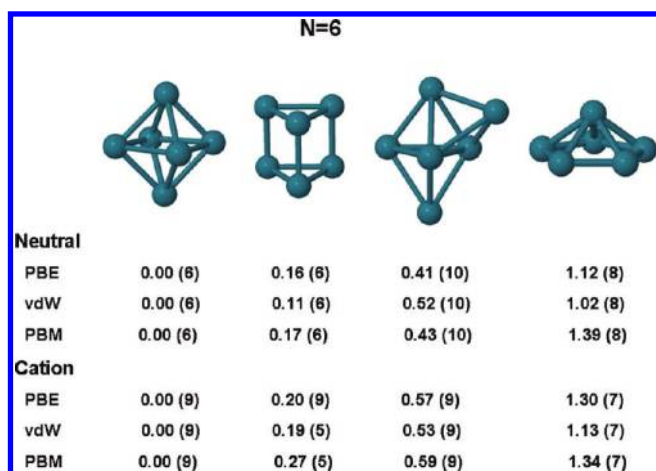 N=6
Neutral
PBE 0.00 (6) 0.16 (6) 0.41 (10) 1.12 (8)
vdW 0.00 (6) 0.11 (6) 0.52 (10) 1.02 (8)
PBM 0.00 (6) 0.17 (6) 0.43 (10) 1.39 (8)
Cation
PBE 0.00 (9) 0.20 (9) 0.57 (9) 1.30 (7)
vdW 0.00 (9) 0.19 (5) 0.53 (9) 1.13 (7)
PBM 0.00 (9) 0.27 (5) 0.59 (9) 1.34 (7)